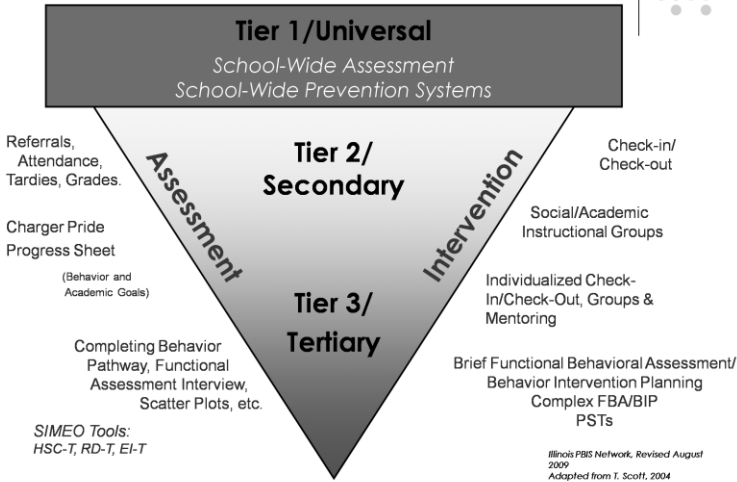 Tier 1/Universal
School-Wide Assessment
School-Wide Prevention Systems
Referrals,
Attendance,
Tardies, Grades.
Charger Pride
Progress Sheet
(Behavior and
Academic Goals)
Completing Behavior
Pathway, Functional
Assessment Interview,
Scatter Plots, etc.
SIMEO Tools:
HSC-T, RD-T, EI-T
Assessment
Tier 2/
Secondary
Tier 3/
Tertiary
Intervention
Check-in/
Check-out
Social/Academic
Instructional Groups
Individualized Check-
In/Check-Out, Groups &
Mentoring
Brief Functional Behavioral Assessment/
Behavior Intervention Planning
Complex FBA/BIP
PSTs
Illinois PBIS Network, Revised August
2009
Adapted from T. Scott, 2004